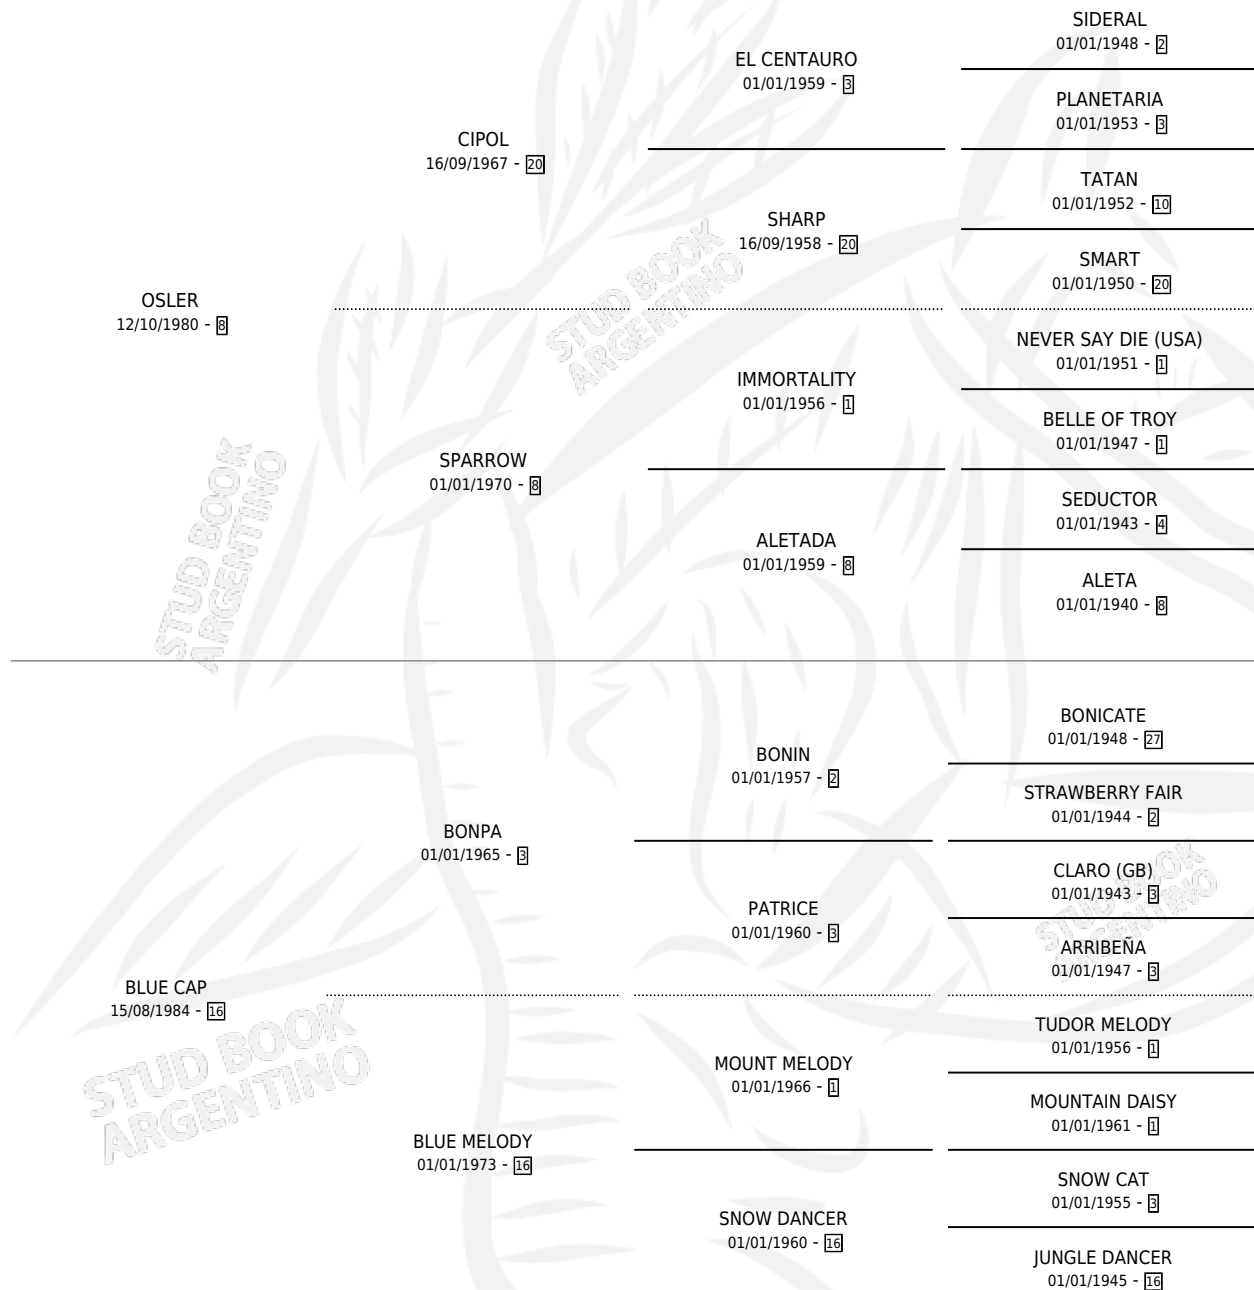 SIDERAL
01/01/1948 - 2
EL CENTAURO
01/01/1959 - 3
PLANETARIA
01/01/1953 - 3
CIPOL
16/09/1967 - 20
TATAN
01/01/1952 - 10
SHARP
16/09/1958 - 20
SMART
01/01/1950 - 20
OSLER
12/10/1980 - 8
STUD BOOK
ARGENTINO
NEVER SAY DIE (USA)
01/01/1951 - 1
IMMORTALITY
01/01/1956 - 1
BELLE OF TROY
01/01/1947 - 1
SPARROW
01/01/1970 - 8
SEDUCTOR
01/01/1943 - 4
ALETADA
01/01/1959 - 8
ALETA
01/01/1940 - 8
STUD BOOK
ARGENTINO
BONICATE
01/01/1948 - 27
BONIN
01/01/1957 - 2
STRAWBERRY FAIR
01/01/1944 - 2
BONPA
01/01/1965 - 3
CLARO (GB)
01/01/1943 - 3
PATRICE
01/01/1960 - 3
STUD BOOK
ARGENTINO
ARRIBEÑA
01/01/1947 - 3
BLUE CAP
15/08/1984 - 16
STUD BOOK
ARGENTINO
TUDOR MELODY
01/01/1956 - 1
MOUNT MELODY
01/01/1966 - 1
MOUNTAIN DAISY
01/01/1961 - 1
BLUE MELODY
01/01/1973 - 16
SNOW CAT
01/01/1955 - 3
SNOW DANCER
01/01/1960 - 16
JUNGLE DANCER
01/01/1945 - 16